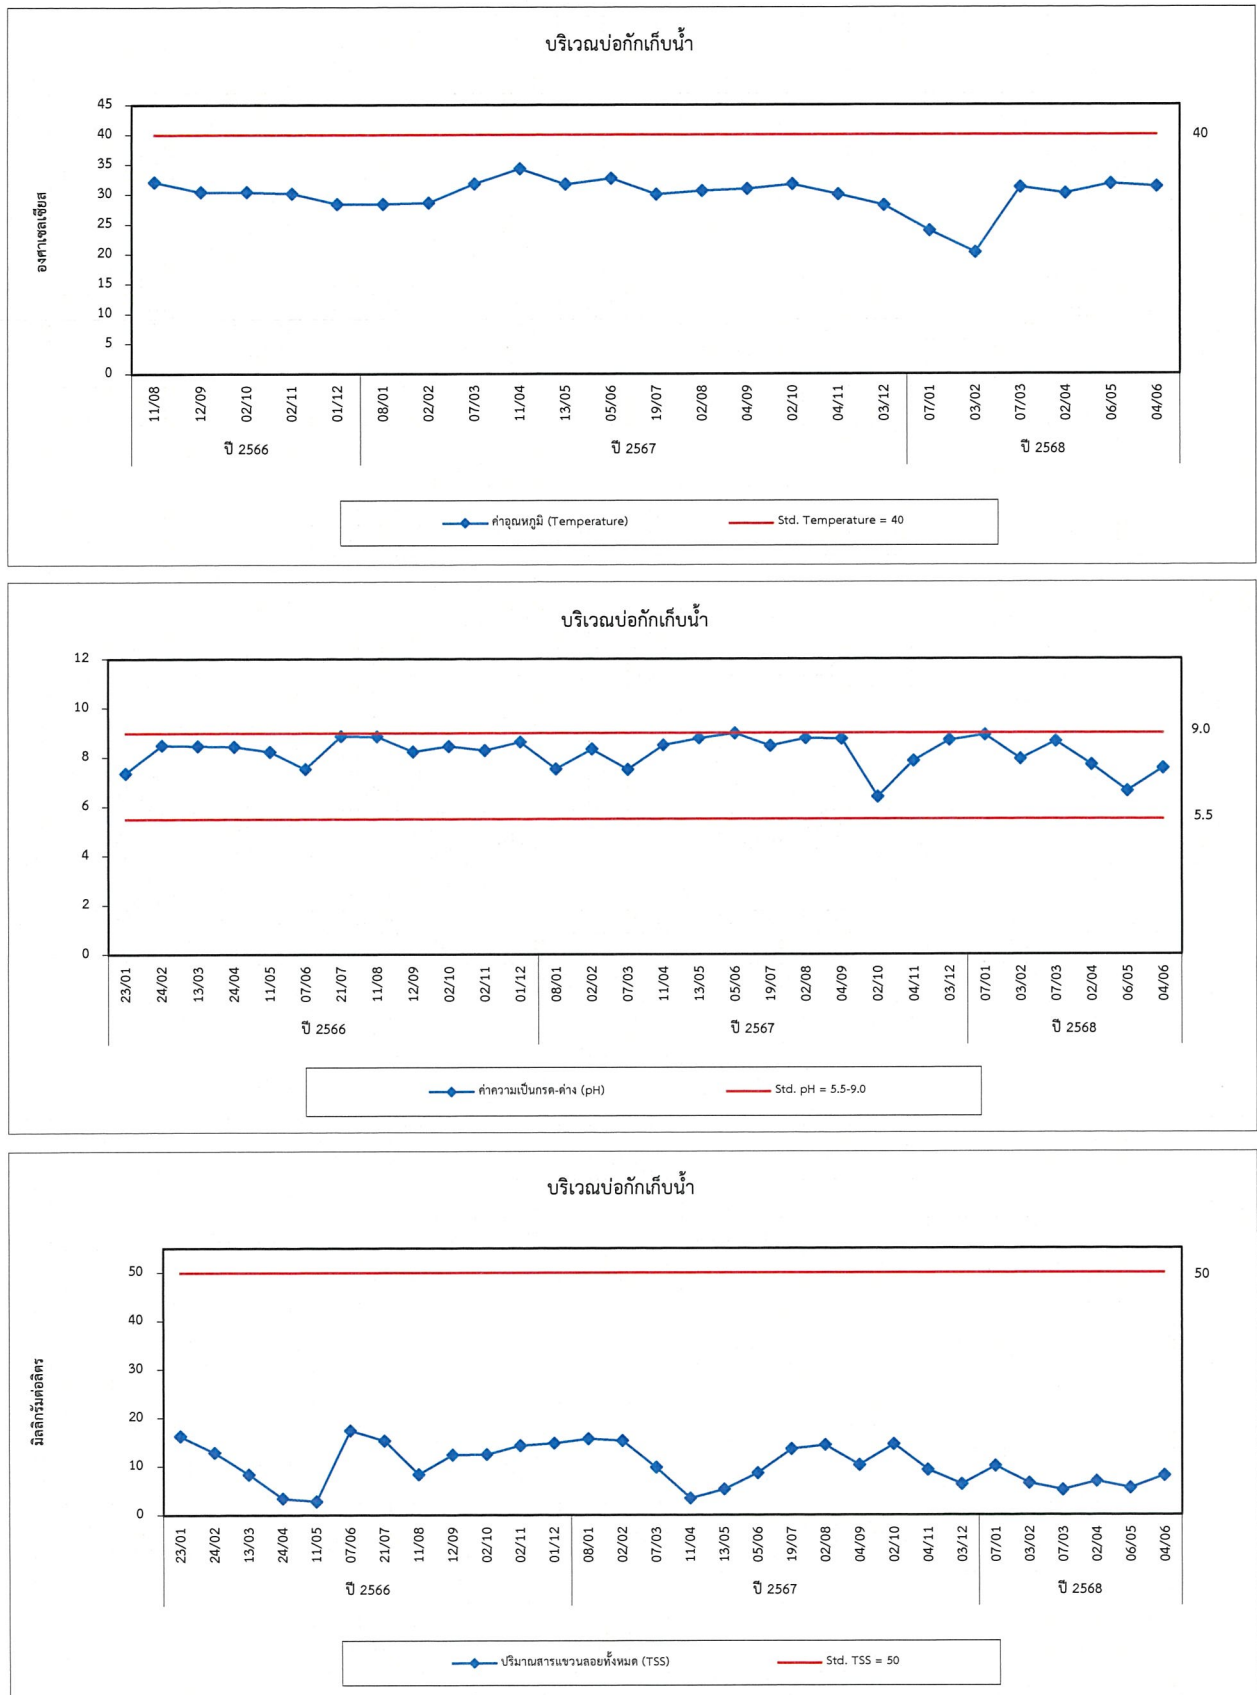 บริเวณบ่อกักเก็บน้ำ
องศาเซลเซียส
45
40
35
30
25
20
15
10
5
0
40
11/08 12/09 02/10 02/11 01/12 08/01 02/02 07/03 11/04 13/05 05/06 19/07 02/08 04/09 02/10 04/11 03/12 07/01 03/02 07/03 02/04 06/05 04/06
ปี 2566 ปี 2567 ปี 2568
ค่าอุณหภูมิ (Temperature) Std. Temperature = 40
บริเวณบ่อกักเก็บน้ำ
12
10
8
6
4
2
0
9.0
5.5
23/01 24/02 13/03 24/04 11/05 07/06 21/07 11/08 12/09 02/10 02/11 01/12 08/01 02/02 07/03 11/04 13/05 05/06 19/07 02/08 04/09 02/10 04/11 03/12 07/01 03/02 07/03 02/04 06/05 04/06
ปี 2566 ปี 2567 ปี 2568
ค่าความเป็นกรด-ด่าง (pH) Std. pH = 5.5-9.0
บริเวณบ่อกักเก็บน้ำ
มิลลิกรัมต่อลิตร
50
40
30
20
10
0
50
23/01 24/02 13/03 24/04 11/05 07/06 21/07 11/08 12/09 02/10 02/11 01/12 08/01 02/02 07/03 11/04 13/05 05/06 19/07 02/08 04/09 02/10 04/11 03/12 07/01 03/02 07/03 02/04 06/05 04/06
ปี 2566 ปี 2567 ปี 2568
ปริมาณสารแขวนลอยทั้งหมด (TSS) Std. TSS = 50